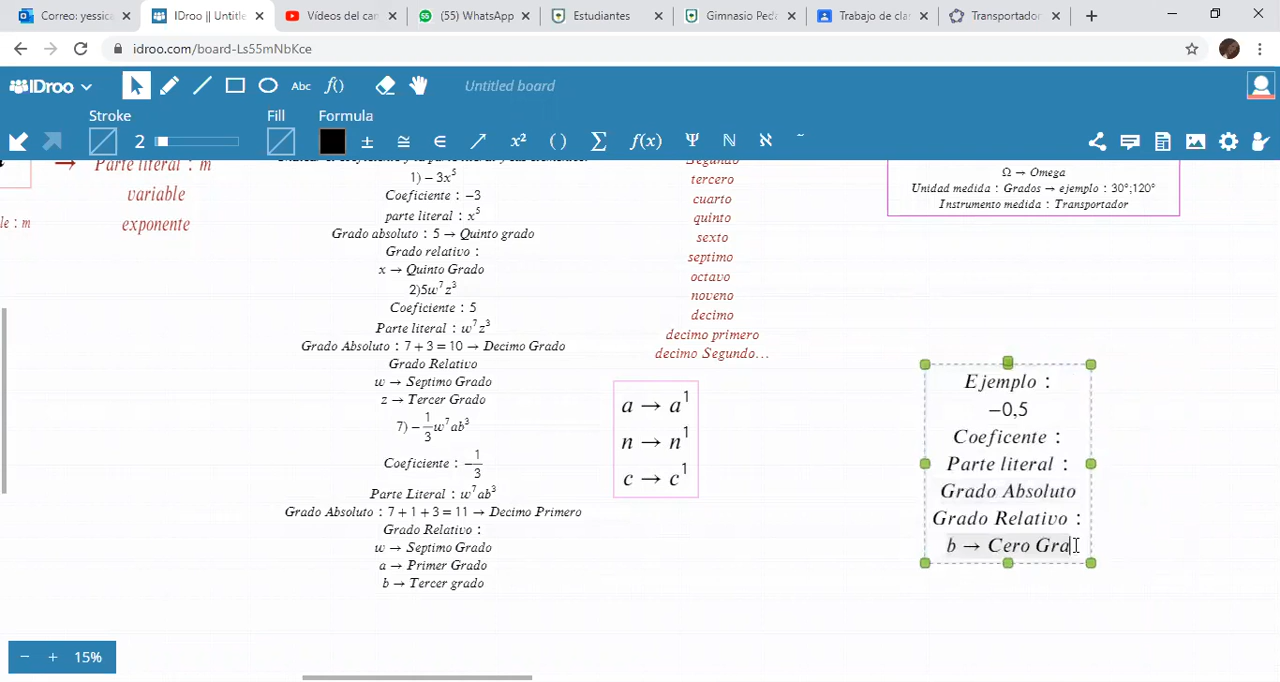 Correo: yessica
IDroo || Untitle
Vídeos del can
(55) WhatsApp
Estudiantes
Gimnasio Peda
Trabajo de clas
Transportador
idroo.com/board-Ls55mNbKce
IDroo
Abc
f()
Untitled board
Stroke
Fill
Formula
2
± ≅ ∈ ↗ x² ( ) Σ f(x) Ψ ℕ ℵ ~
→ Parte literal : m
variable
exponente
le : m
1) − 3x⁵
Coeficiente : −3
parte literal : x⁵
Grado absoluto : 5 → Quinto grado
Grado relativo :
x → Quinto Grado
2)5w⁷z³
Coeficiente : 5
Parte literal : w⁷z³
Grado Absoluto : 7 + 3 = 10 → Decimo Grado
Grado Relativo
w → Septimo Grado
z → Tercer Grado
7) − 1/3 w⁷ab³
Coeficiente : − 1/3
Parte Literal : w⁷ab³
Grado Absoluto : 7 + 1 + 3 = 11 → Decimo Primero
Grado Relativo :
w → Septimo Grado
a → Primer Grado
b → Tercer grado
Segundo
tercero
cuarto
quinto
sexto
septimo
octavo
noveno
decimo
decimo primero
decimo Segundo...
a → a¹
n → n¹
c → c¹
Ω → Omega
Unidad medida : Grados → ejemplo : 30°;120°
Instrumento medida : Transportador
Ejemplo :
−0,5
Coeficente :
Parte literal :
Grado Absoluto
Grado Relativo :
b → Cero Gra
15%